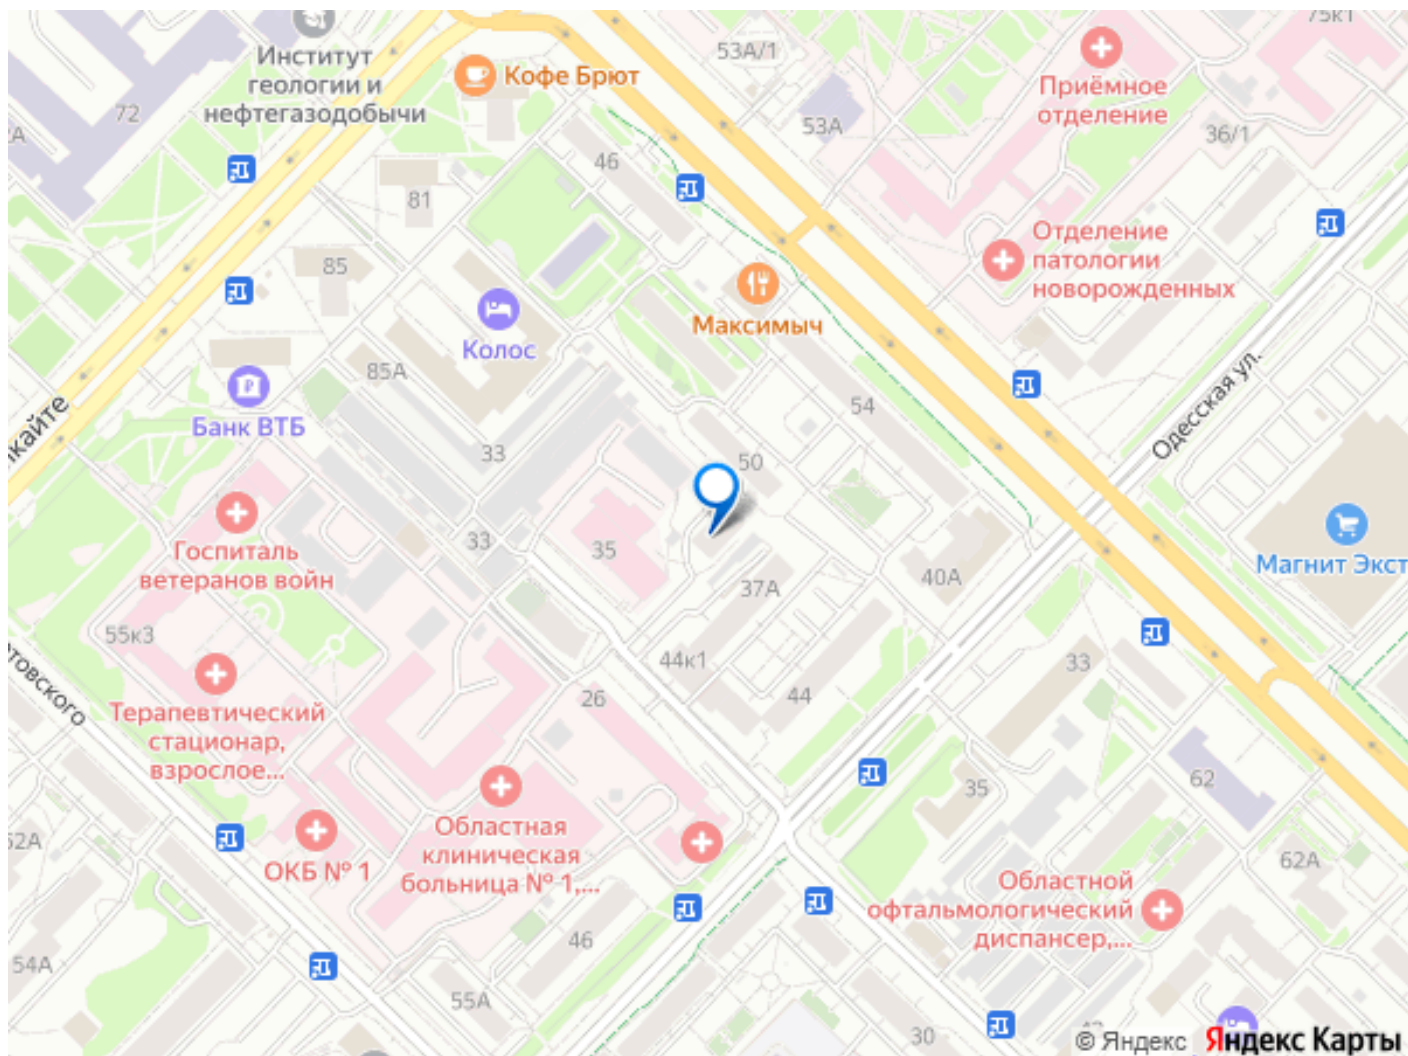 75к1
Институт
геологии и
нефтегазодобычи
53А/1
Кофе Брют
Приёмное
отделение
72
53А
36/1
46
81
Отделение
патологии
новорожденных
85
Максимыч
Колос
85А
Одесская ул.
Банк ВТБ
54
33
50
Госпиталь
ветеранов войн
33
35
37А
40А
Магнит Экст
55к3
44к1
33
26
44
Терапевтический
стационар,
взрослое...
62
35
Областная
клиническая
больница № 1,...
ОКБ № 1
62А
Областной
офтальмологический
диспансер,...
46
54А
55А
30
© Яндекс Яндекс Карты